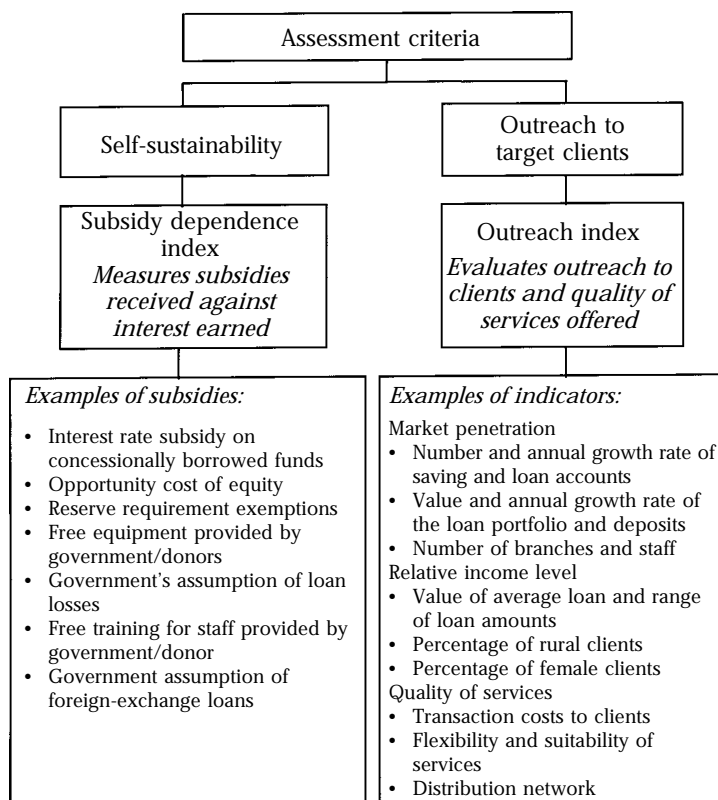 Assessment criteria
Self-sustainability
Outreach to
target clients
Subsidy dependence
index
Measures subsidies
received against
interest earned
Outreach index
Evaluates outreach to
clients and quality of
services offered
Examples of subsidies:
• Interest rate subsidy on
concessionally borrowed funds
• Opportunity cost of equity
• Reserve requirement exemptions
• Free equipment provided by
government/donors
• Government's assumption of loan
losses
• Free training for staff provided by
government/donor
• Government assumption of
foreign-exchange loans
Examples of indicators:
Market penetration
• Number and annual growth rate of
saving and loan accounts
• Value and annual growth rate of
the loan portfolio and deposits
• Number of branches and staff
Relative income level
• Value of average loan and range
of loan amounts
• Percentage of rural clients
• Percentage of female clients
Quality of services
• Transaction costs to clients
• Flexibility and suitability of
services
• Distribution network